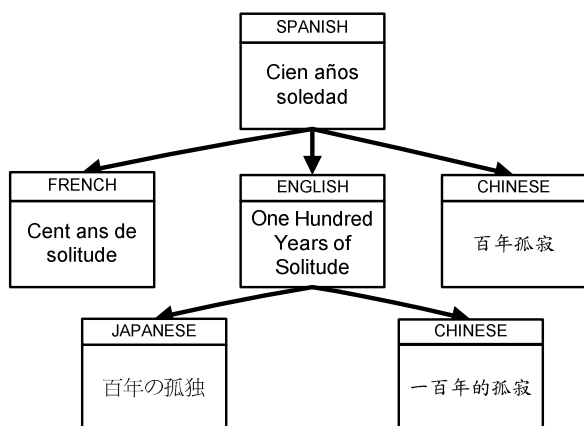 SPANISH
Cien años
soledad
FRENCH
Cent ans de
solitude
ENGLISH
One Hundred
Years of
Solitude
CHINESE
百年孤寂
JAPANESE
百年の孤独
CHINESE
一百年的孤寂